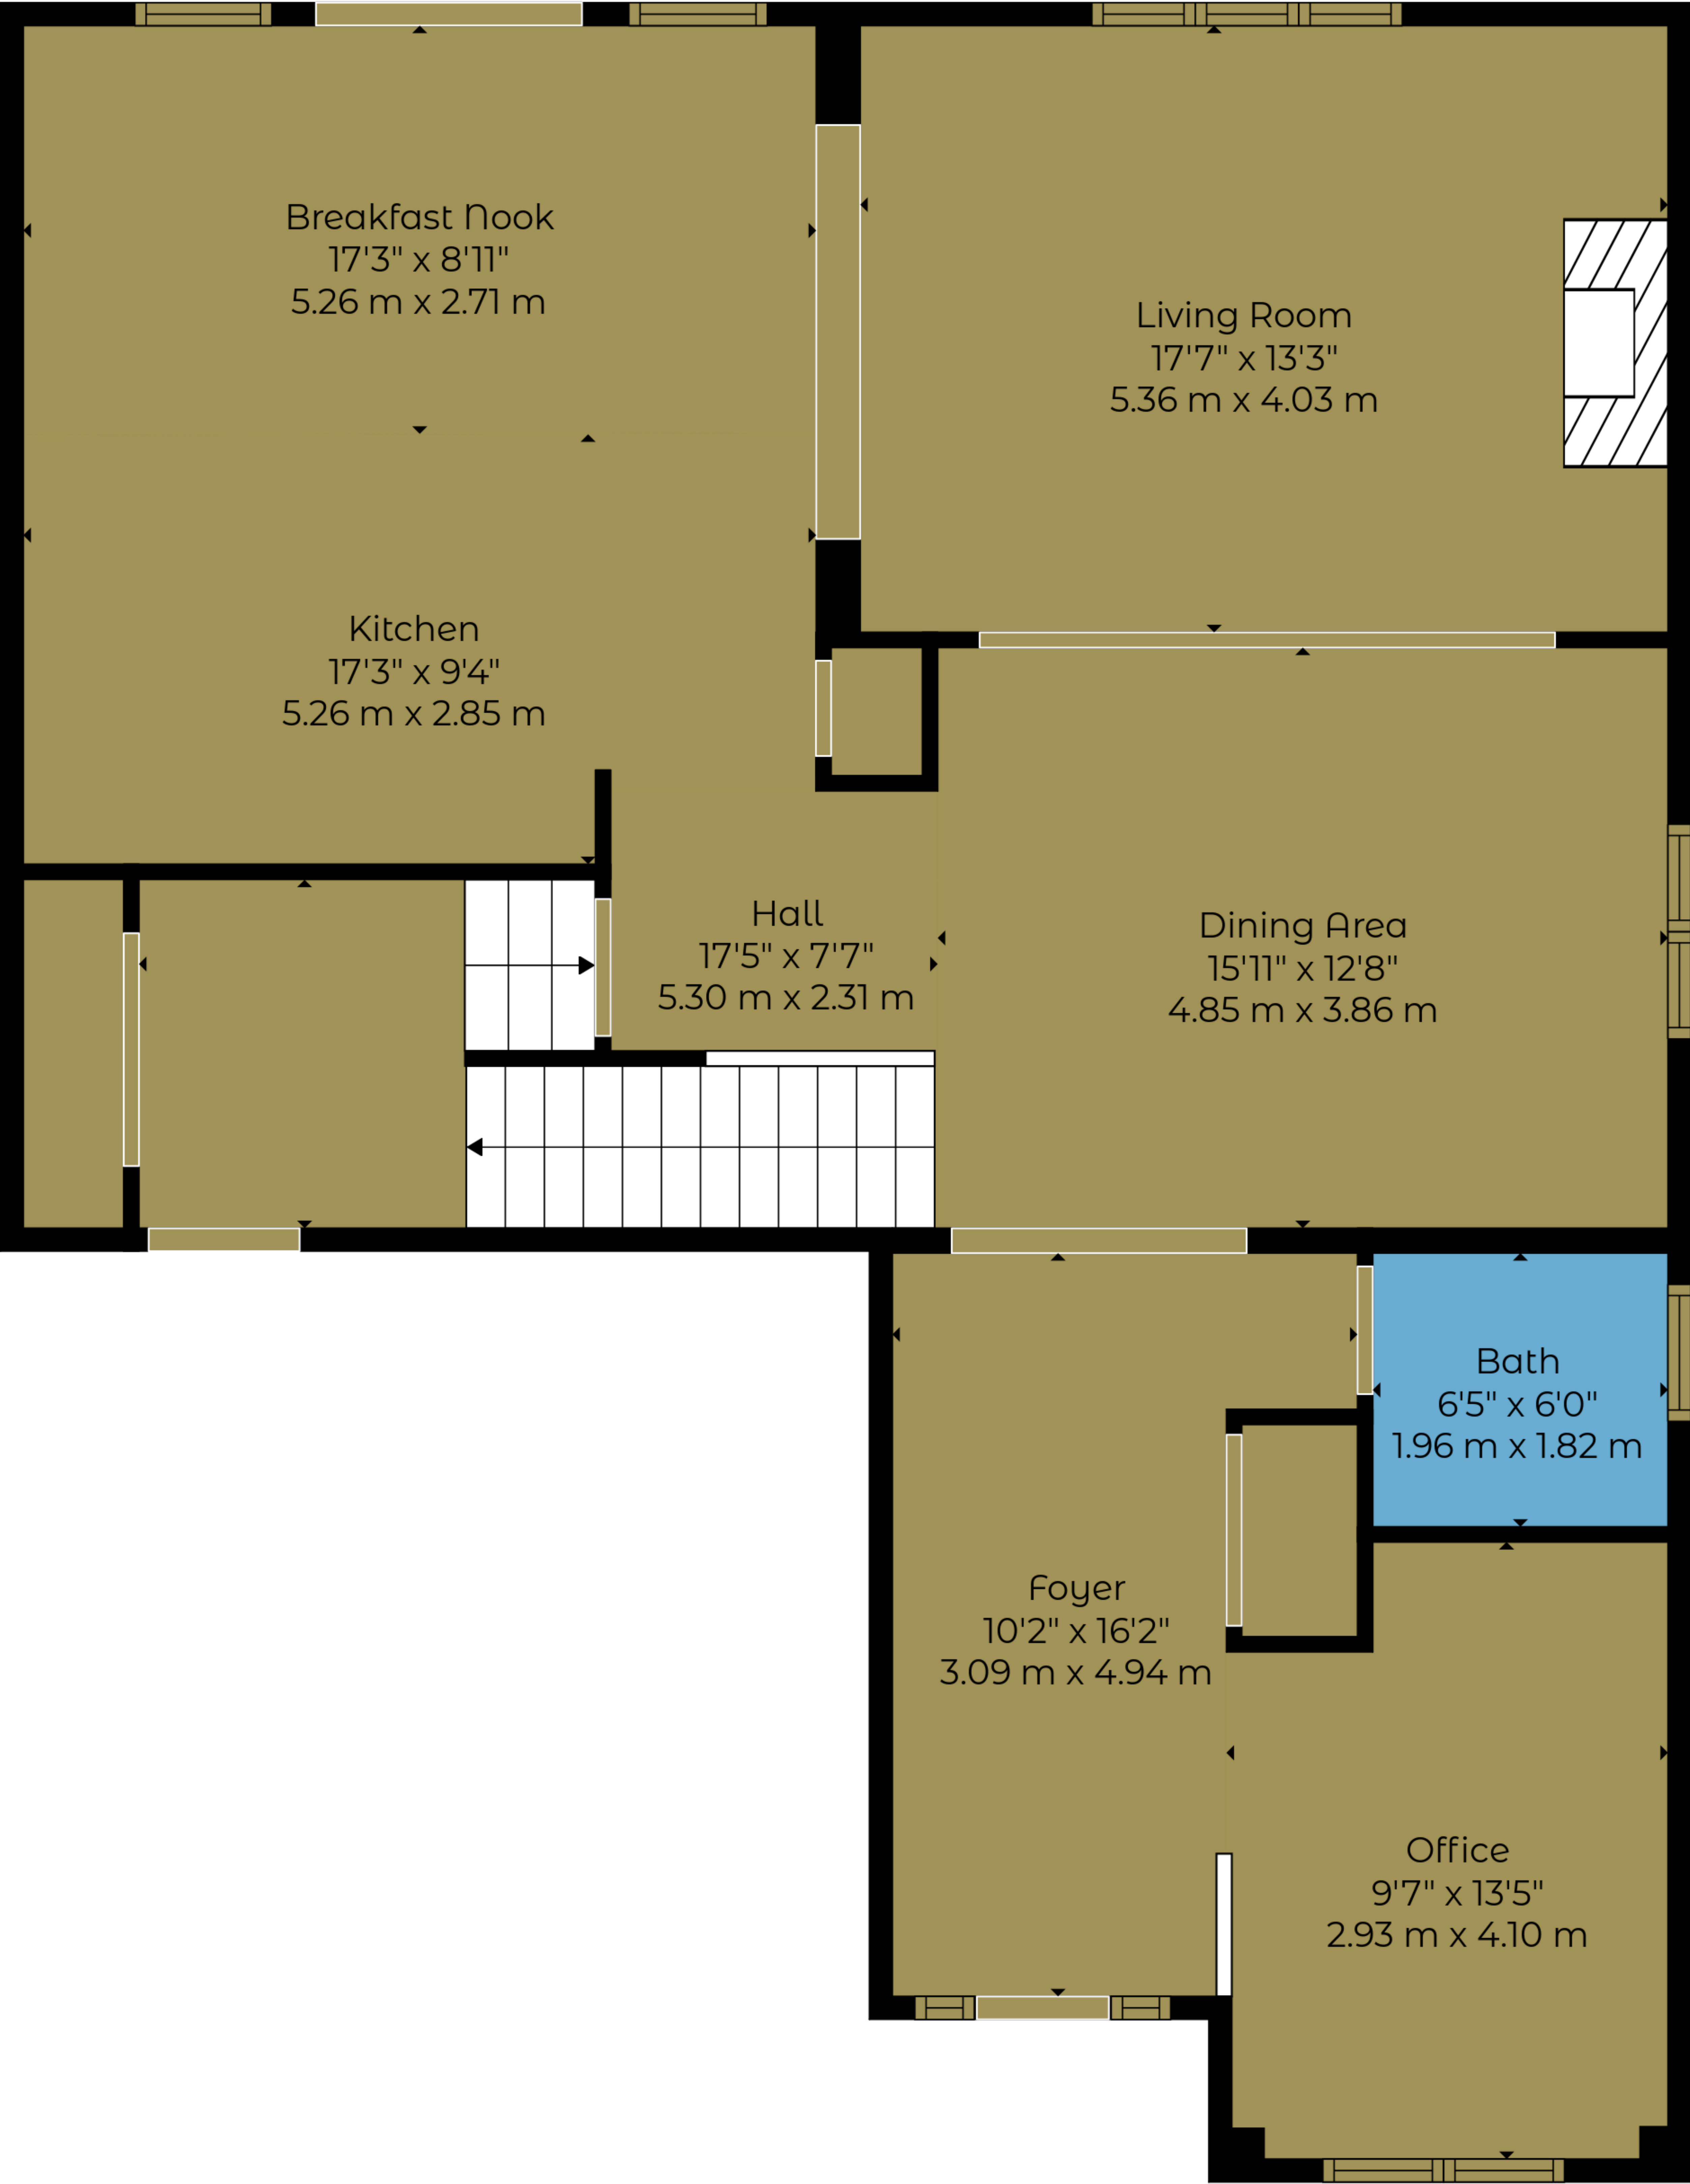 Breakfast Nook
17'3" x 8'11"
5.26 m x 2.71 m
Living Room
17'7" x 13'3"
5.36 m x 4.03 m
Kitchen
17'3" x 9'4"
5.26 m x 2.85 m
Hall
17'5" x 7'7"
5.30 m x 2.31 m
Dining Area
15'11" x 12'8"
4.85 m x 3.86 m
Bath
6'5" x 6'0"
1.96 m x 1.82 m
Foyer
10'2" x 16'2"
3.09 m x 4.94 m
Office
9'7" x 13'5"
2.93 m x 4.10 m